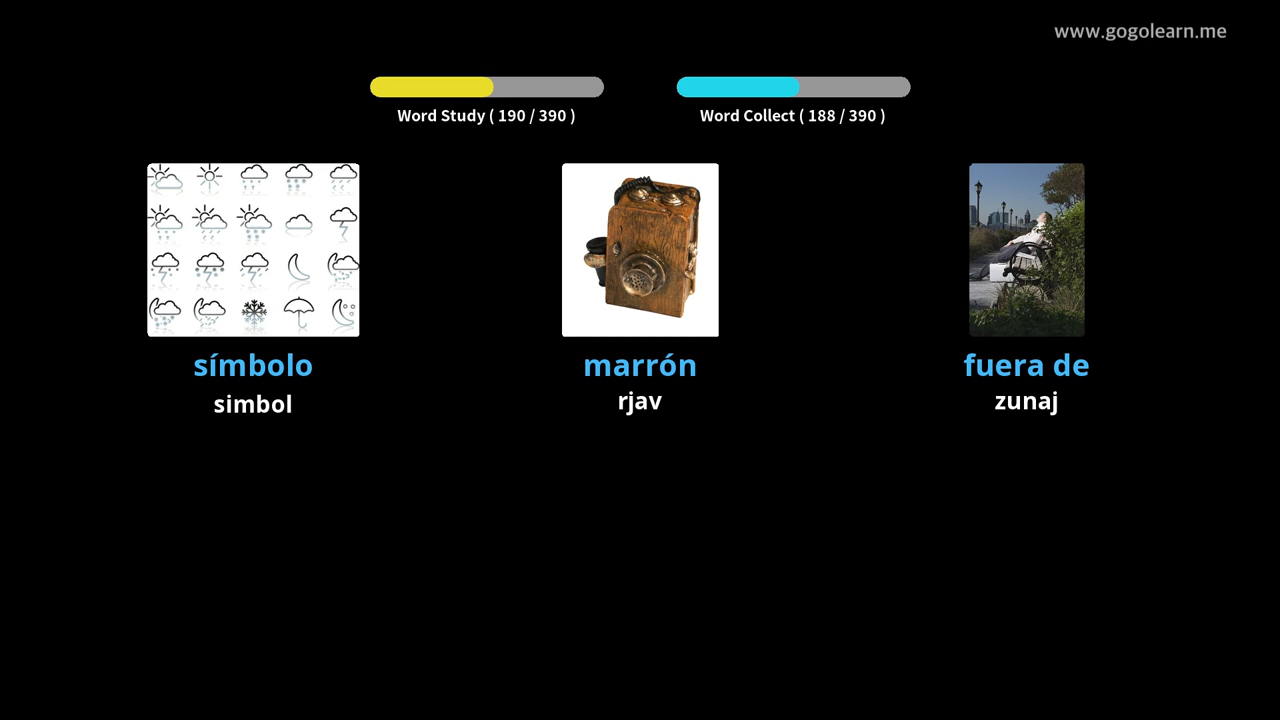 www.gogolearn.me
Word Study ( 190 / 390 )
Word Collect ( 188 / 390 )
símbolo
simbol
marrón
rjav
fuera de
zunaj